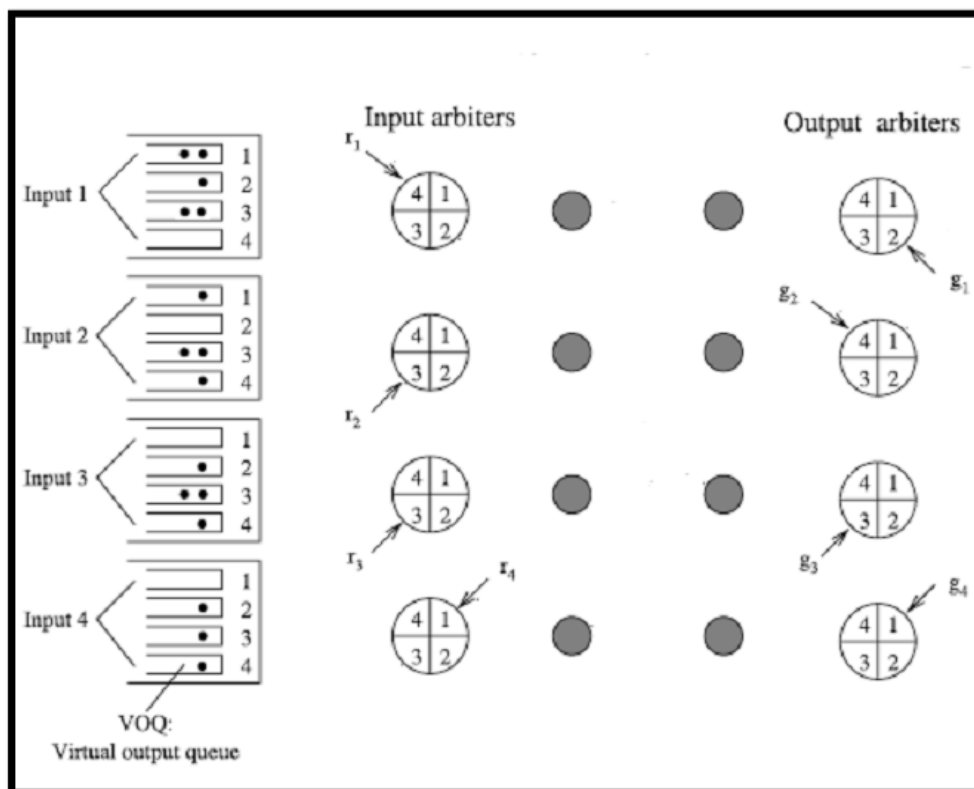 Input arbiters
Output arbiters
r1
4 1
3 2
4 1
3 2
g1
Input 1
1
2
3
4
Input 2
1
2
3
4
r2
4 1
3 2
g2
4 1
3 2
Input 3
1
2
3
4
r3
4 1
3 2
g3
4 1
3 2
Input 4
1
2
3
4
r4
4 1
3 2
g4
4 1
3 2
VOQ:
Virtual output queue